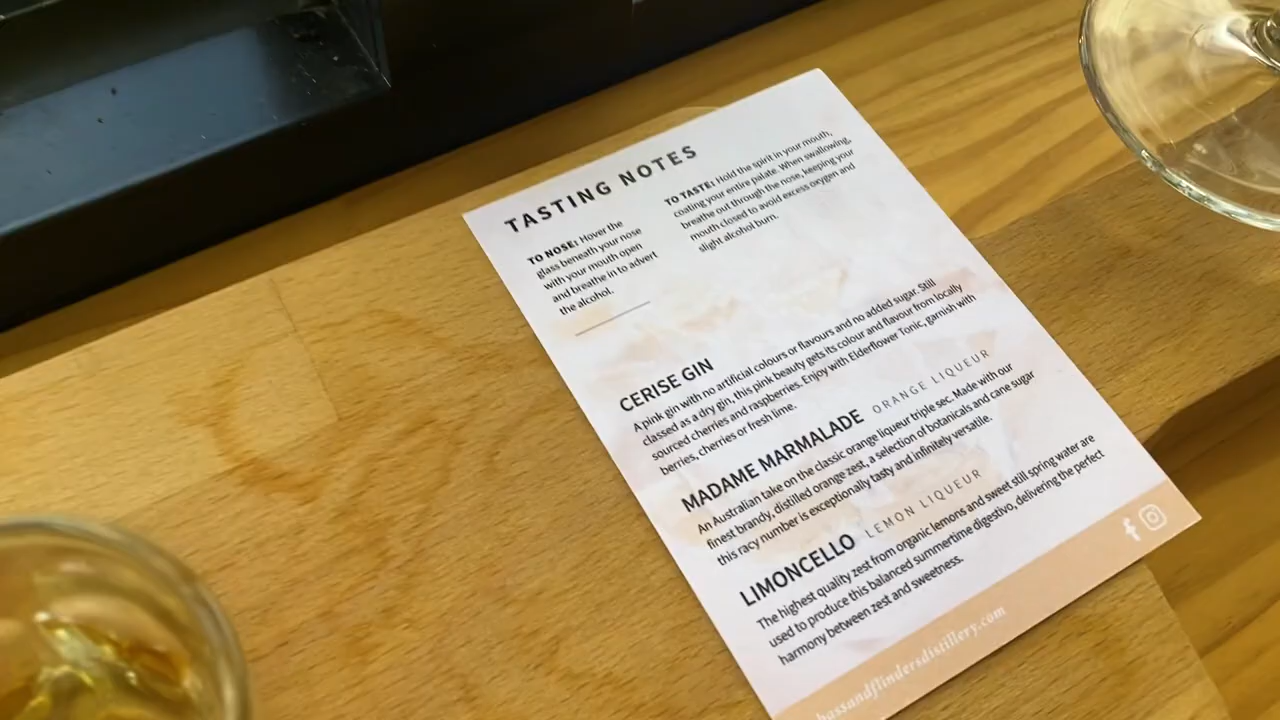 TASTING NOTES
TO NOSE: Hover the
glass beneath your nose
with your mouth open
and breathe in to advert
the alcohol.
TO TASTE: Hold the spirit in your mouth,
coating your entire palate. When swallowing,
breathe out through the nose, keeping your
mouth closed to avoid excess oxygen and
slight alcohol burn.
CERISE GIN
A pink gin with no artificial colours or flavours and no added sugar. Still
classed as a dry gin, this pink beauty gets its colour and flavour from locally
sourced cherries and raspberries. Enjoy with Elderflower Tonic, garnish with
berries, cherries or fresh lime.
MADAME MARMALADE ORANGE LIQUEUR
An Australian take on the classic orange liqueur triple sec. Made with our
finest brandy, distilled orange zest, a selection of botanicals and cane sugar
this racy number is exceptionally tasty and infinitely versatile.
LIMONCELLO LEMON LIQUEUR
The highest quality zest from organic lemons and sweet still spring water are
used to produce this balanced summertime digestivo, delivering the perfect
harmony between zest and sweetness.
bassandflindersdistillery.com